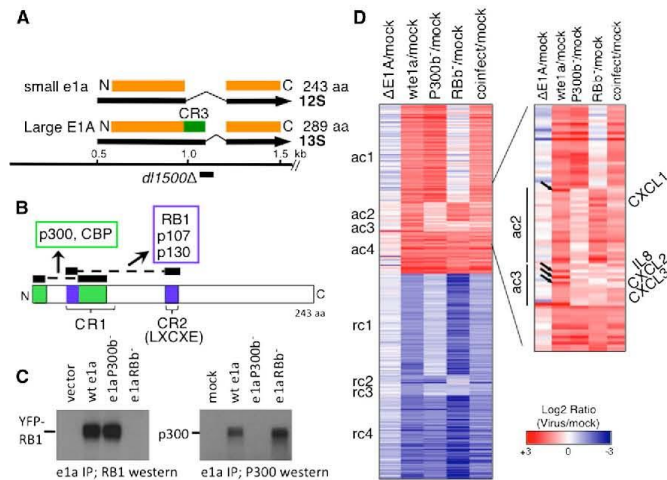 A
small e1a N C 243 aa
12S
CR3
Large E1A N C 289 aa
13S
0.5 1.0 1.5 kb
dl1500Δ
B
p300, CBP
RB1
p107
p130
N C
243 aa
CR1 CR2
(LXCXE)
C
vector
wt e1a
e1a P300b-
e1a RBb-
YFP-
RB1
e1a IP; RB1 western
mock
wt e1a
e1a P300b-
e1a RBb-
p300
e1a IP; P300 western
D
ΔE1A/mock
wte1a/mock
P300b-/mock
RBb-/mock
coinfect/mock
ac1
ac2
ac3
ac4
rc1
rc2
rc3
rc4
ΔE1A/mock
wte1a/mock
P300b-/mock
RBb-/mock
coinfect/mock
ac2
ac3
CXCL1
IL8
Log2 Ratio
(Virus/mock)
+3 0 -3